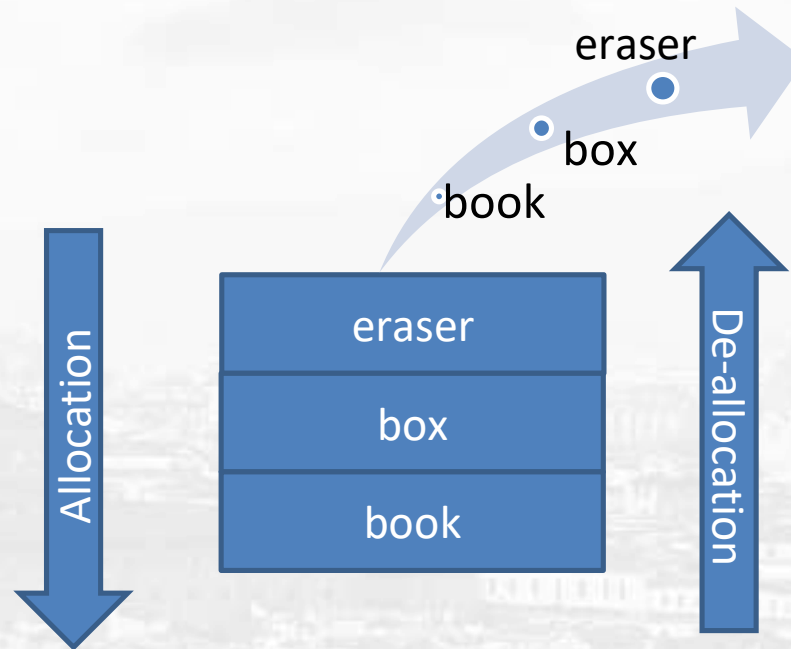 eraser
box
book
Allocation
eraser
box
book
De-allocation